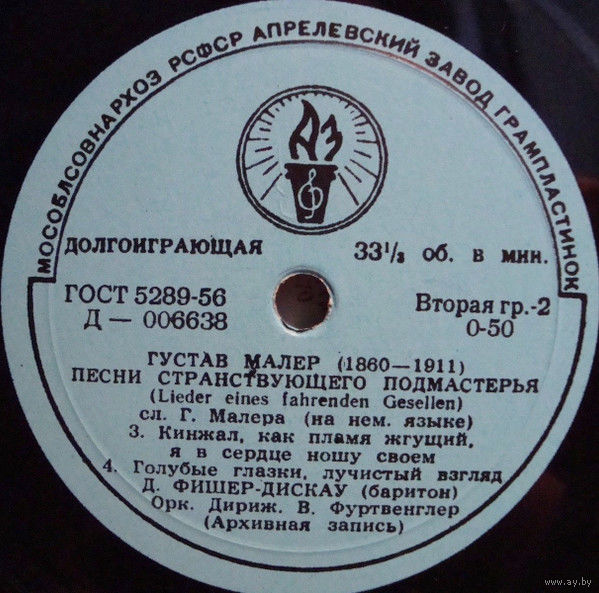 МОСОБЛСОВНАРХОЗ РСФСР АПРЕЛЕВСКИЙ ЗАВОД ГРАМПЛАСТИНОК
АЗ
ДОЛГОИГРАЮЩАЯ 33⅓ об. в мин.
ГОСТ 5289-56 Вторая гр.-2
Д — 006638 0-50
ГУСТАВ МАЛЕР (1860—1911)
ПЕСНИ СТРАНСТВУЮЩЕГО ПОДМАСТЕРЬЯ
(Lieder eines fahrenden Gesellen)
сл. Г. Малера (на нем. языке)
3. Кинжал, как пламя жгущий,
я в сердце ношу своем
4. Голубые глазки, лучистый взгляд
Д. ФИШЕР-ДИСКАУ (баритон)
Орк. Дириж. В. Фуртвенглер
(Архивная запись)
www.ay.by